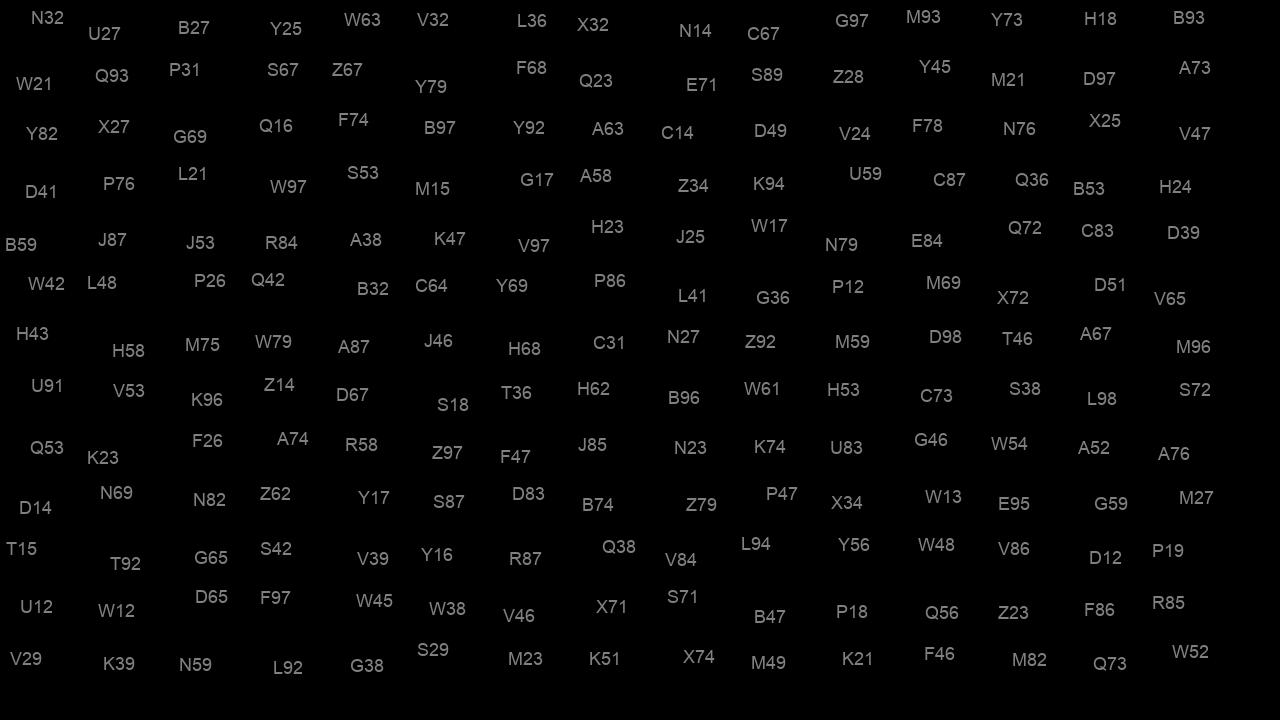 N32 U27 B27 Y25 W63 V32 L36 X32 N14 C67 G97 M93 Y73 H18 B93
W21 Q93 P31 S67 Z67 Y79 F68 Q23 E71 S89 Z28 Y45 M21 D97 A73
Y82 X27 G69 Q16 F74 B97 Y92 A63 C14 D49 V24 F78 N76 X25 V47
D41 P76 L21 W97 S53 M15 G17 A58 Z34 K94 U59 C87 Q36 B53 H24
B59 J87 J53 R84 A38 K47 V97 H23 J25 W17 N79 E84 Q72 C83 D39
W42 L48 P26 Q42 B32 C64 Y69 P86 L41 G36 P12 M69 X72 D51 V65
H43 H58 M75 W79 A87 J46 H68 C31 N27 Z92 M59 D98 T46 A67 M96
U91 V53 K96 Z14 D67 S18 T36 H62 B96 W61 H53 C73 S38 L98 S72
Q53 K23 F26 A74 R58 Z97 F47 J85 N23 K74 U83 G46 W54 A52 A76
D14 N69 N82 Z62 Y17 S87 D83 B74 Z79 P47 X34 W13 E95 G59 M27
T15 T92 G65 S42 V39 Y16 R87 Q38 V84 L94 Y56 W48 V86 D12 P19
U12 W12 D65 F97 W45 W38 V46 X71 S71 B47 P18 Q56 Z23 F86 R85
V29 K39 N59 L92 G38 S29 M23 K51 X74 M49 K21 F46 M82 Q73 W52